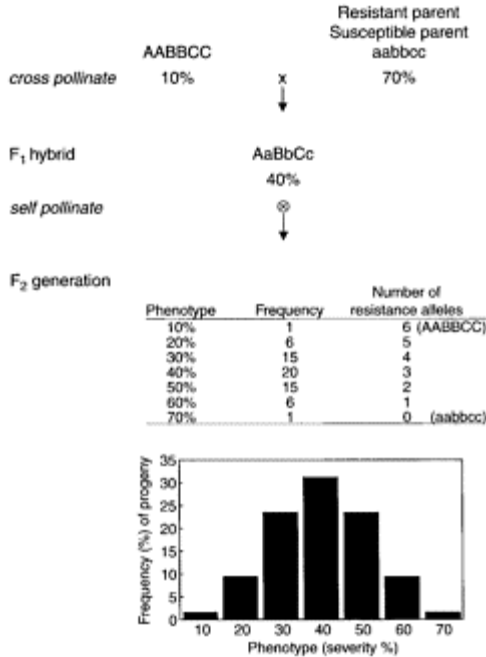 Resistant parent
Susceptible parent
AABBCC aabbcc
cross pollinate 10% x 70%
F₁ hybrid AaBbCc
40%
self pollinate ⊗
F₂ generation
Number of
Phenotype Frequency resistance alleles
10% 1 6 (AABBCC)
20% 6 5
30% 15 4
40% 20 3
50% 15 2
60% 6 1
70% 1 0 (aabbcc)
Frequency (%) of progeny
35
30
25
20
15
10
5
0
10 20 30 40 50 60 70
Phenotype (severity %)